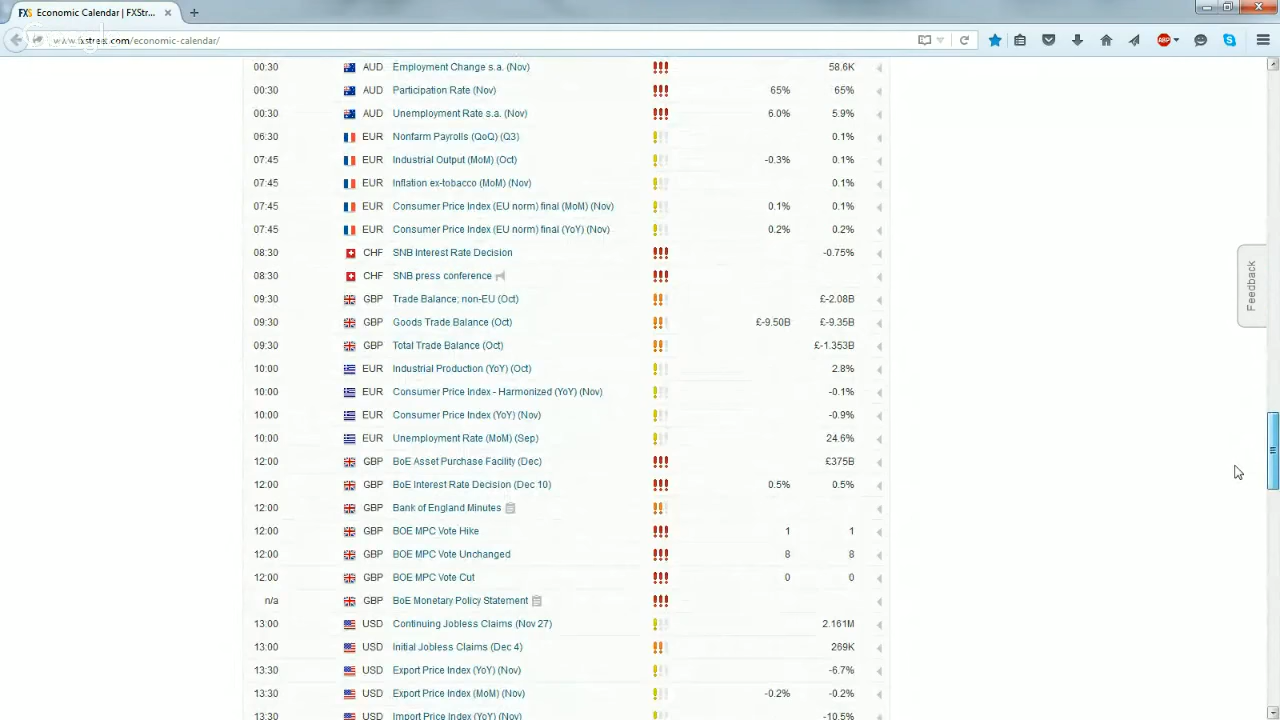 FXS Economic Calendar | FXStr...
www.fxstreet.com/economic-calendar/
ABP
00:30 AUD Employment Change s.a. (Nov) 58.6K
00:30 AUD Participation Rate (Nov) 65% 65%
00:30 AUD Unemployment Rate s.a. (Nov) 6.0% 5.9%
06:30 EUR Nonfarm Payrolls (QoQ) (Q3) 0.1%
07:45 EUR Industrial Output (MoM) (Oct) -0.3% 0.1%
07:45 EUR Inflation ex-tobacco (MoM) (Nov) 0.1%
07:45 EUR Consumer Price Index (EU norm) final (MoM) (Nov) 0.1% 0.1%
07:45 EUR Consumer Price Index (EU norm) final (YoY) (Nov) 0.2% 0.2%
08:30 CHF SNB Interest Rate Decision -0.75%
08:30 CHF SNB press conference
09:30 GBP Trade Balance; non-EU (Oct) £-2.08B
09:30 GBP Goods Trade Balance (Oct) £-9.50B £-9.35B
09:30 GBP Total Trade Balance (Oct) £-1.353B
10:00 EUR Industrial Production (YoY) (Oct) 2.8%
10:00 EUR Consumer Price Index - Harmonized (YoY) (Nov) -0.1%
10:00 EUR Consumer Price Index (YoY) (Nov) -0.9%
10:00 EUR Unemployment Rate (MoM) (Sep) 24.6%
12:00 GBP BoE Asset Purchase Facility (Dec) £375B
12:00 GBP BoE Interest Rate Decision (Dec 10) 0.5% 0.5%
12:00 GBP Bank of England Minutes
12:00 GBP BOE MPC Vote Hike 1 1
12:00 GBP BOE MPC Vote Unchanged 8 8
12:00 GBP BOE MPC Vote Cut 0 0
n/a GBP BoE Monetary Policy Statement
13:00 USD Continuing Jobless Claims (Nov 27) 2.161M
13:00 USD Initial Jobless Claims (Dec 4) 269K
13:30 USD Export Price Index (YoY) (Nov) -6.7%
13:30 USD Export Price Index (MoM) (Nov) -0.2% -0.2%
13:30 USD Import Price Index (YoY) (Nov) -10.5%
Feedback